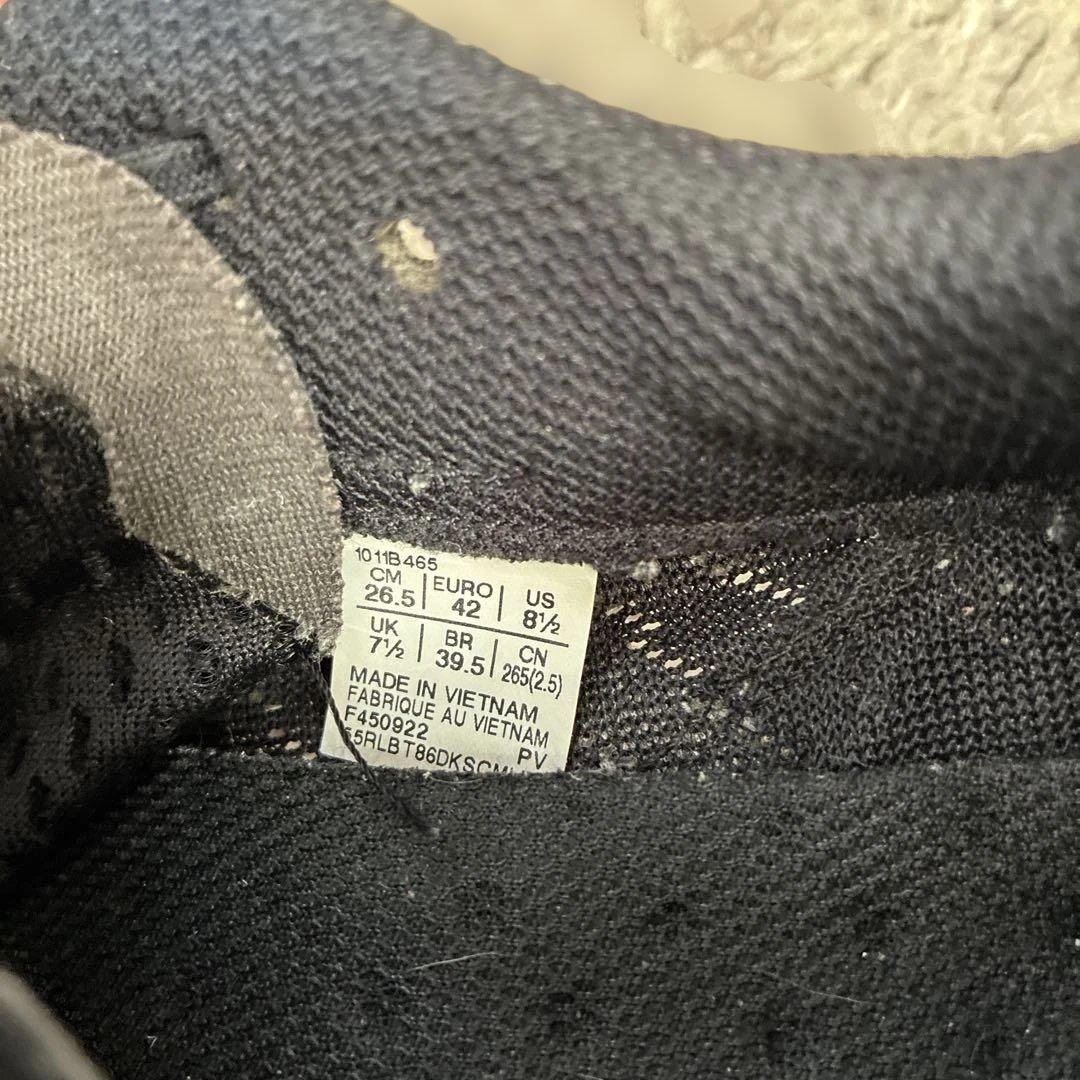 1011B465
CM EURO US
26.5 42 8½
UK BR CN
7½ 39.5 265(2.5)
MADE IN VIETNAM
FABRIQUE AU VIETNAM
F450922 PV